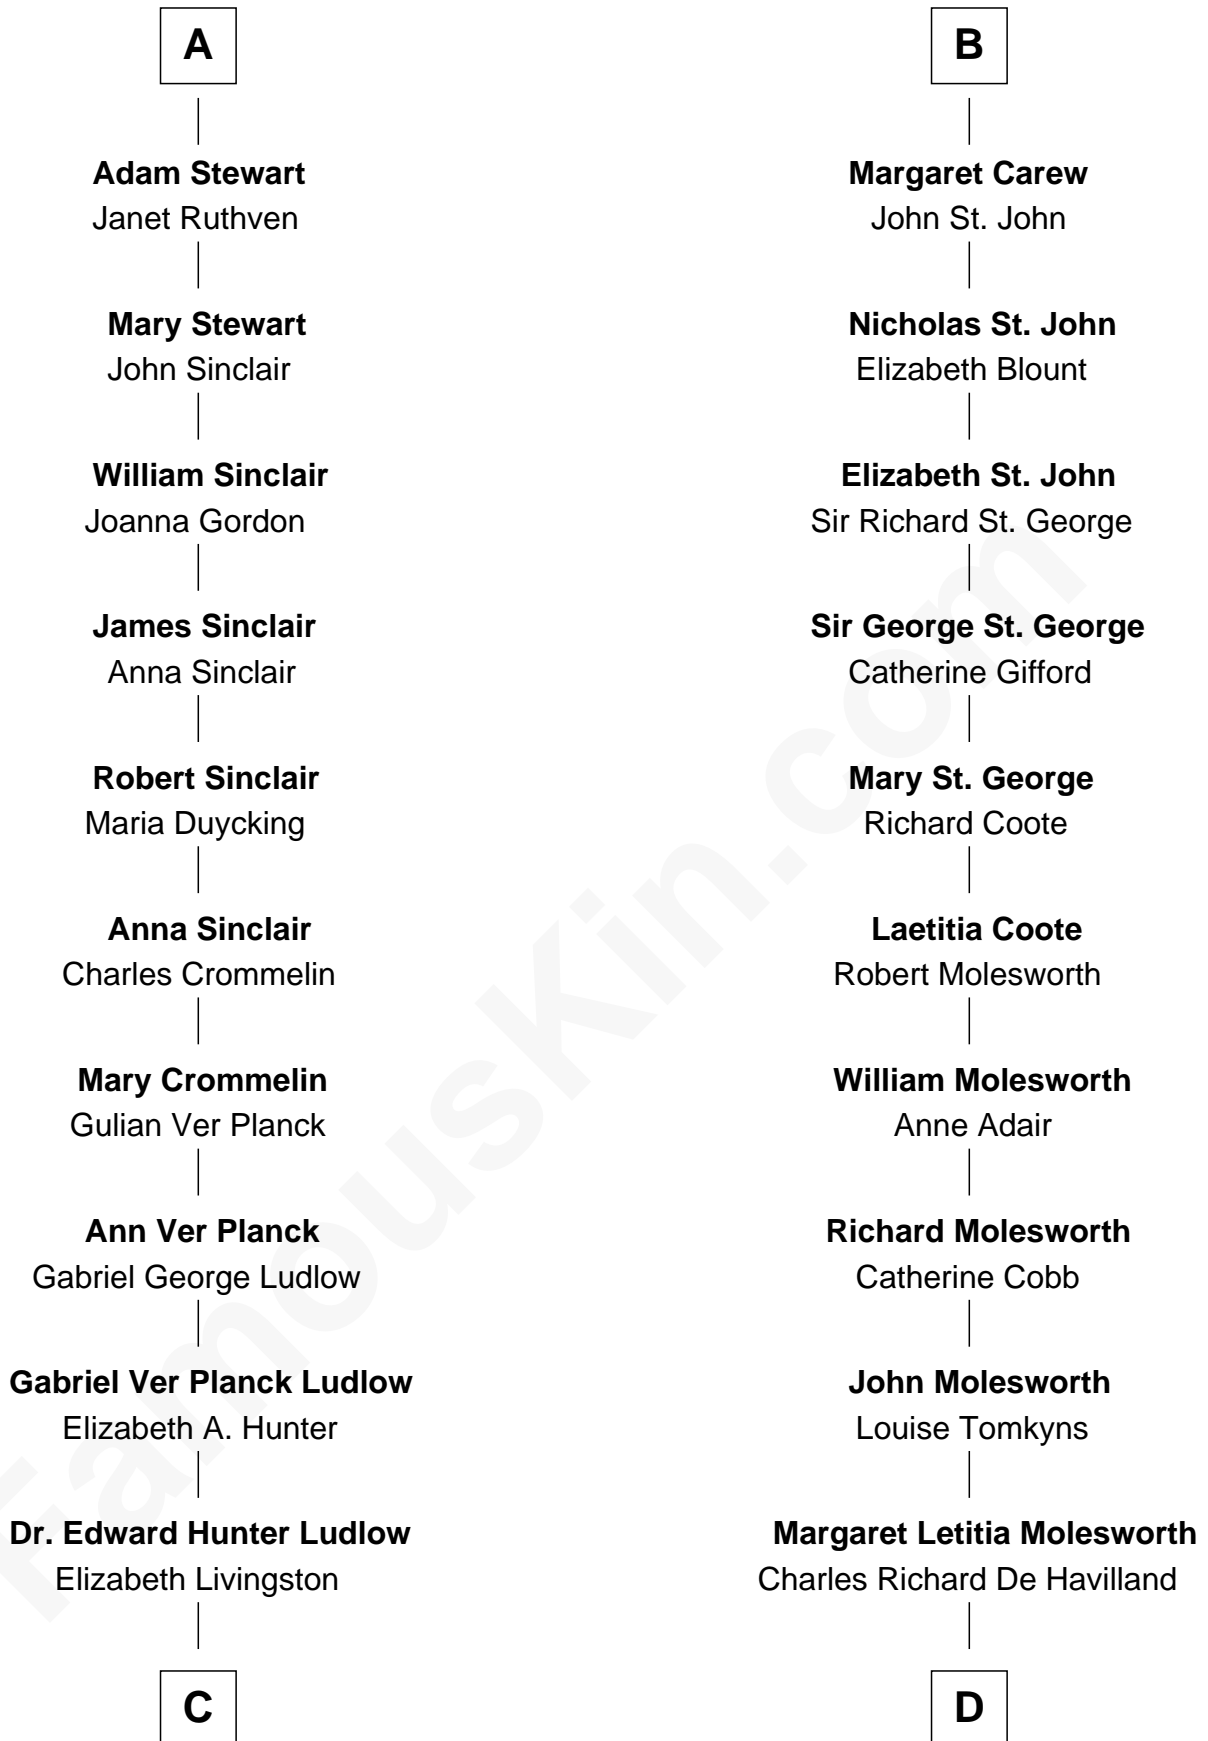 A
Adam Stewart
Janet Ruthven
Mary Stewart
John Sinclair
William Sinclair
Joanna Gordon
James Sinclair
Anna Sinclair
Robert Sinclair
Maria Duycking
Anna Sinclair
Charles Crommelin
Mary Crommelin
Gulian Ver Planck
Ann Ver Planck
Gabriel George Ludlow
Gabriel Ver Planck Ludlow
Elizabeth A. Hunter
Dr. Edward Hunter Ludlow
Elizabeth Livingston
C
B
Margaret Carew
John St. John
Nicholas St. John
Elizabeth Blount
Elizabeth St. John
Sir Richard St. George
Sir George St. George
Catherine Gifford
Mary St. George
Richard Coote
Laetitia Coote
Robert Molesworth
William Molesworth
Anne Adair
Richard Molesworth
Catherine Cobb
John Molesworth
Louise Tomkyns
Margaret Letitia Molesworth
Charles Richard De Havilland
D
FamousKin.com